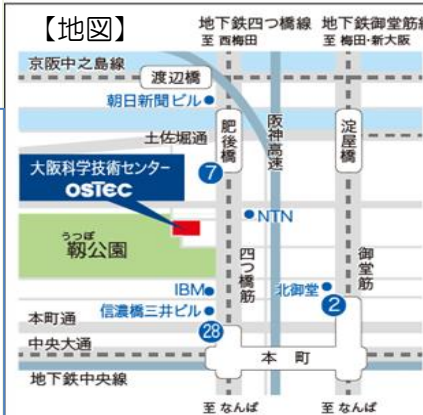 【地図】
地下鉄四つ橋線
至 西梅田
地下鉄御堂筋線
至 梅田・新大阪
京阪中之島線
渡辺橋
朝日新聞ビル
土佐堀通
肥後橋
阪神高速
淀屋橋
大阪科学技術センター
OSTEC
7
NTN
うつぼ
靱公園
四つ橋筋
御堂筋
IBM
北御堂
2
信濃橋三井ビル
本町通
28
中央大通
本町
地下鉄中央線
至 なんば
至 なんば